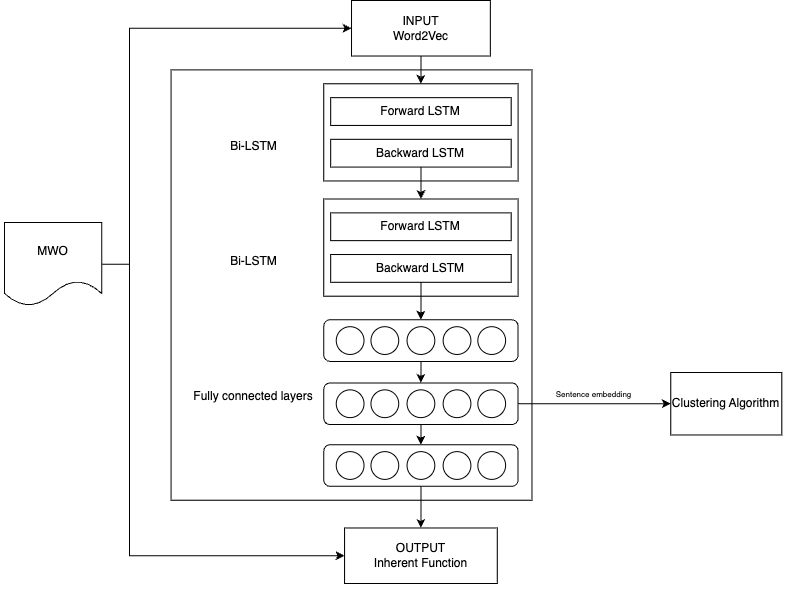 INPUT
Word2Vec
Forward LSTM
Bi-LSTM
Backward LSTM
Forward LSTM
MWO
Bi-LSTM
Backward LSTM
Fully connected layers
Sentence embedding
Clustering Algorithm
OUTPUT
Inherent Function